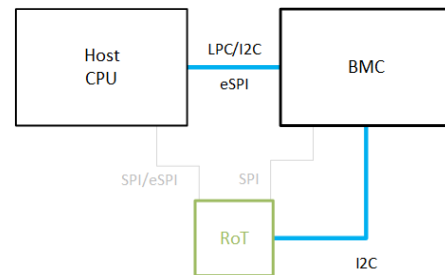 Host
CPU
LPC/I2C
eSPI
BMC
SPI/eSPI
SPI
RoT
I2C